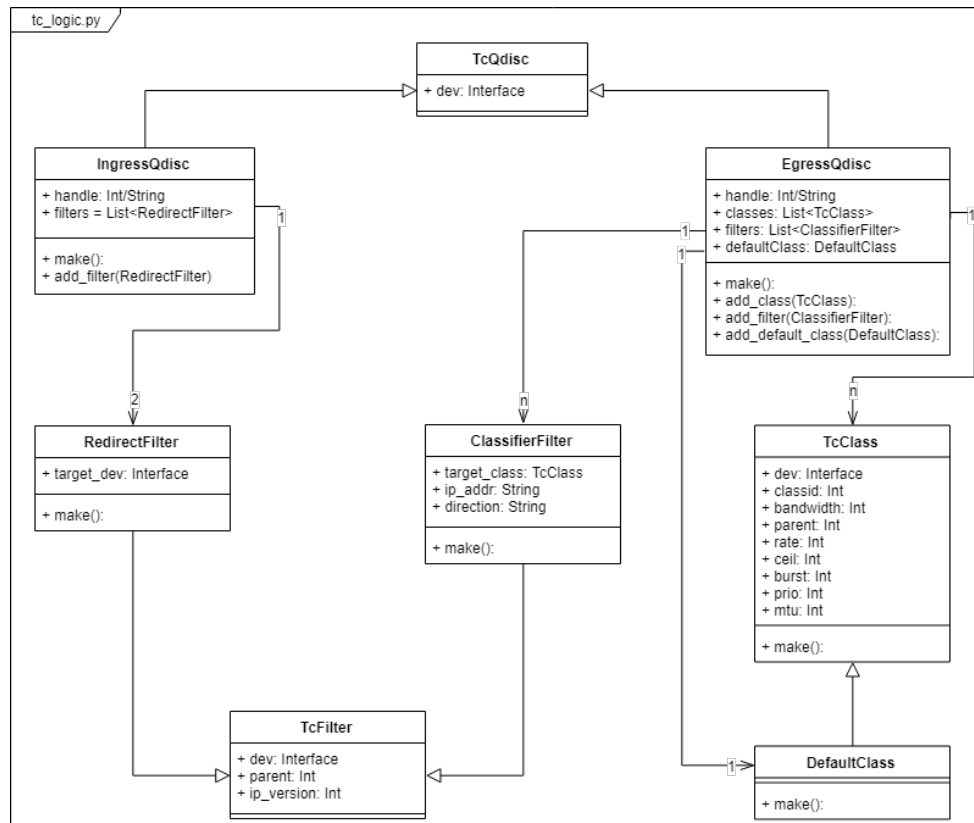 tc_logic.py
TcQdisc
+ dev: Interface
IngressQdisc
+ handle: Int/String
+ filters = List<RedirectFilter>
+ make():
+ add_filter(RedirectFilter)
EgressQdisc
+ handle: Int/String
+ classes: List<TcClass>
+ filters: List<ClassifierFilter>
+ defaultClass: DefaultClass
+ make():
+ add_class(TcClass):
+ add_filter(ClassifierFilter):
+ add_default_class(DefaultClass):
1
1
1
1
2
n
n
RedirectFilter
+ target_dev: Interface
+ make():
ClassifierFilter
+ target_class: TcClass
+ ip_addr: String
+ direction: String
+ make():
TcClass
+ dev: Interface
+ classid: Int
+ bandwidth: Int
+ parent: Int
+ rate: Int
+ ceil: Int
+ burst: Int
+ prio: Int
+ mtu: Int
+ make():
TcFilter
+ dev: Interface
+ parent: Int
+ ip_version: Int
1
DefaultClass
+ make():